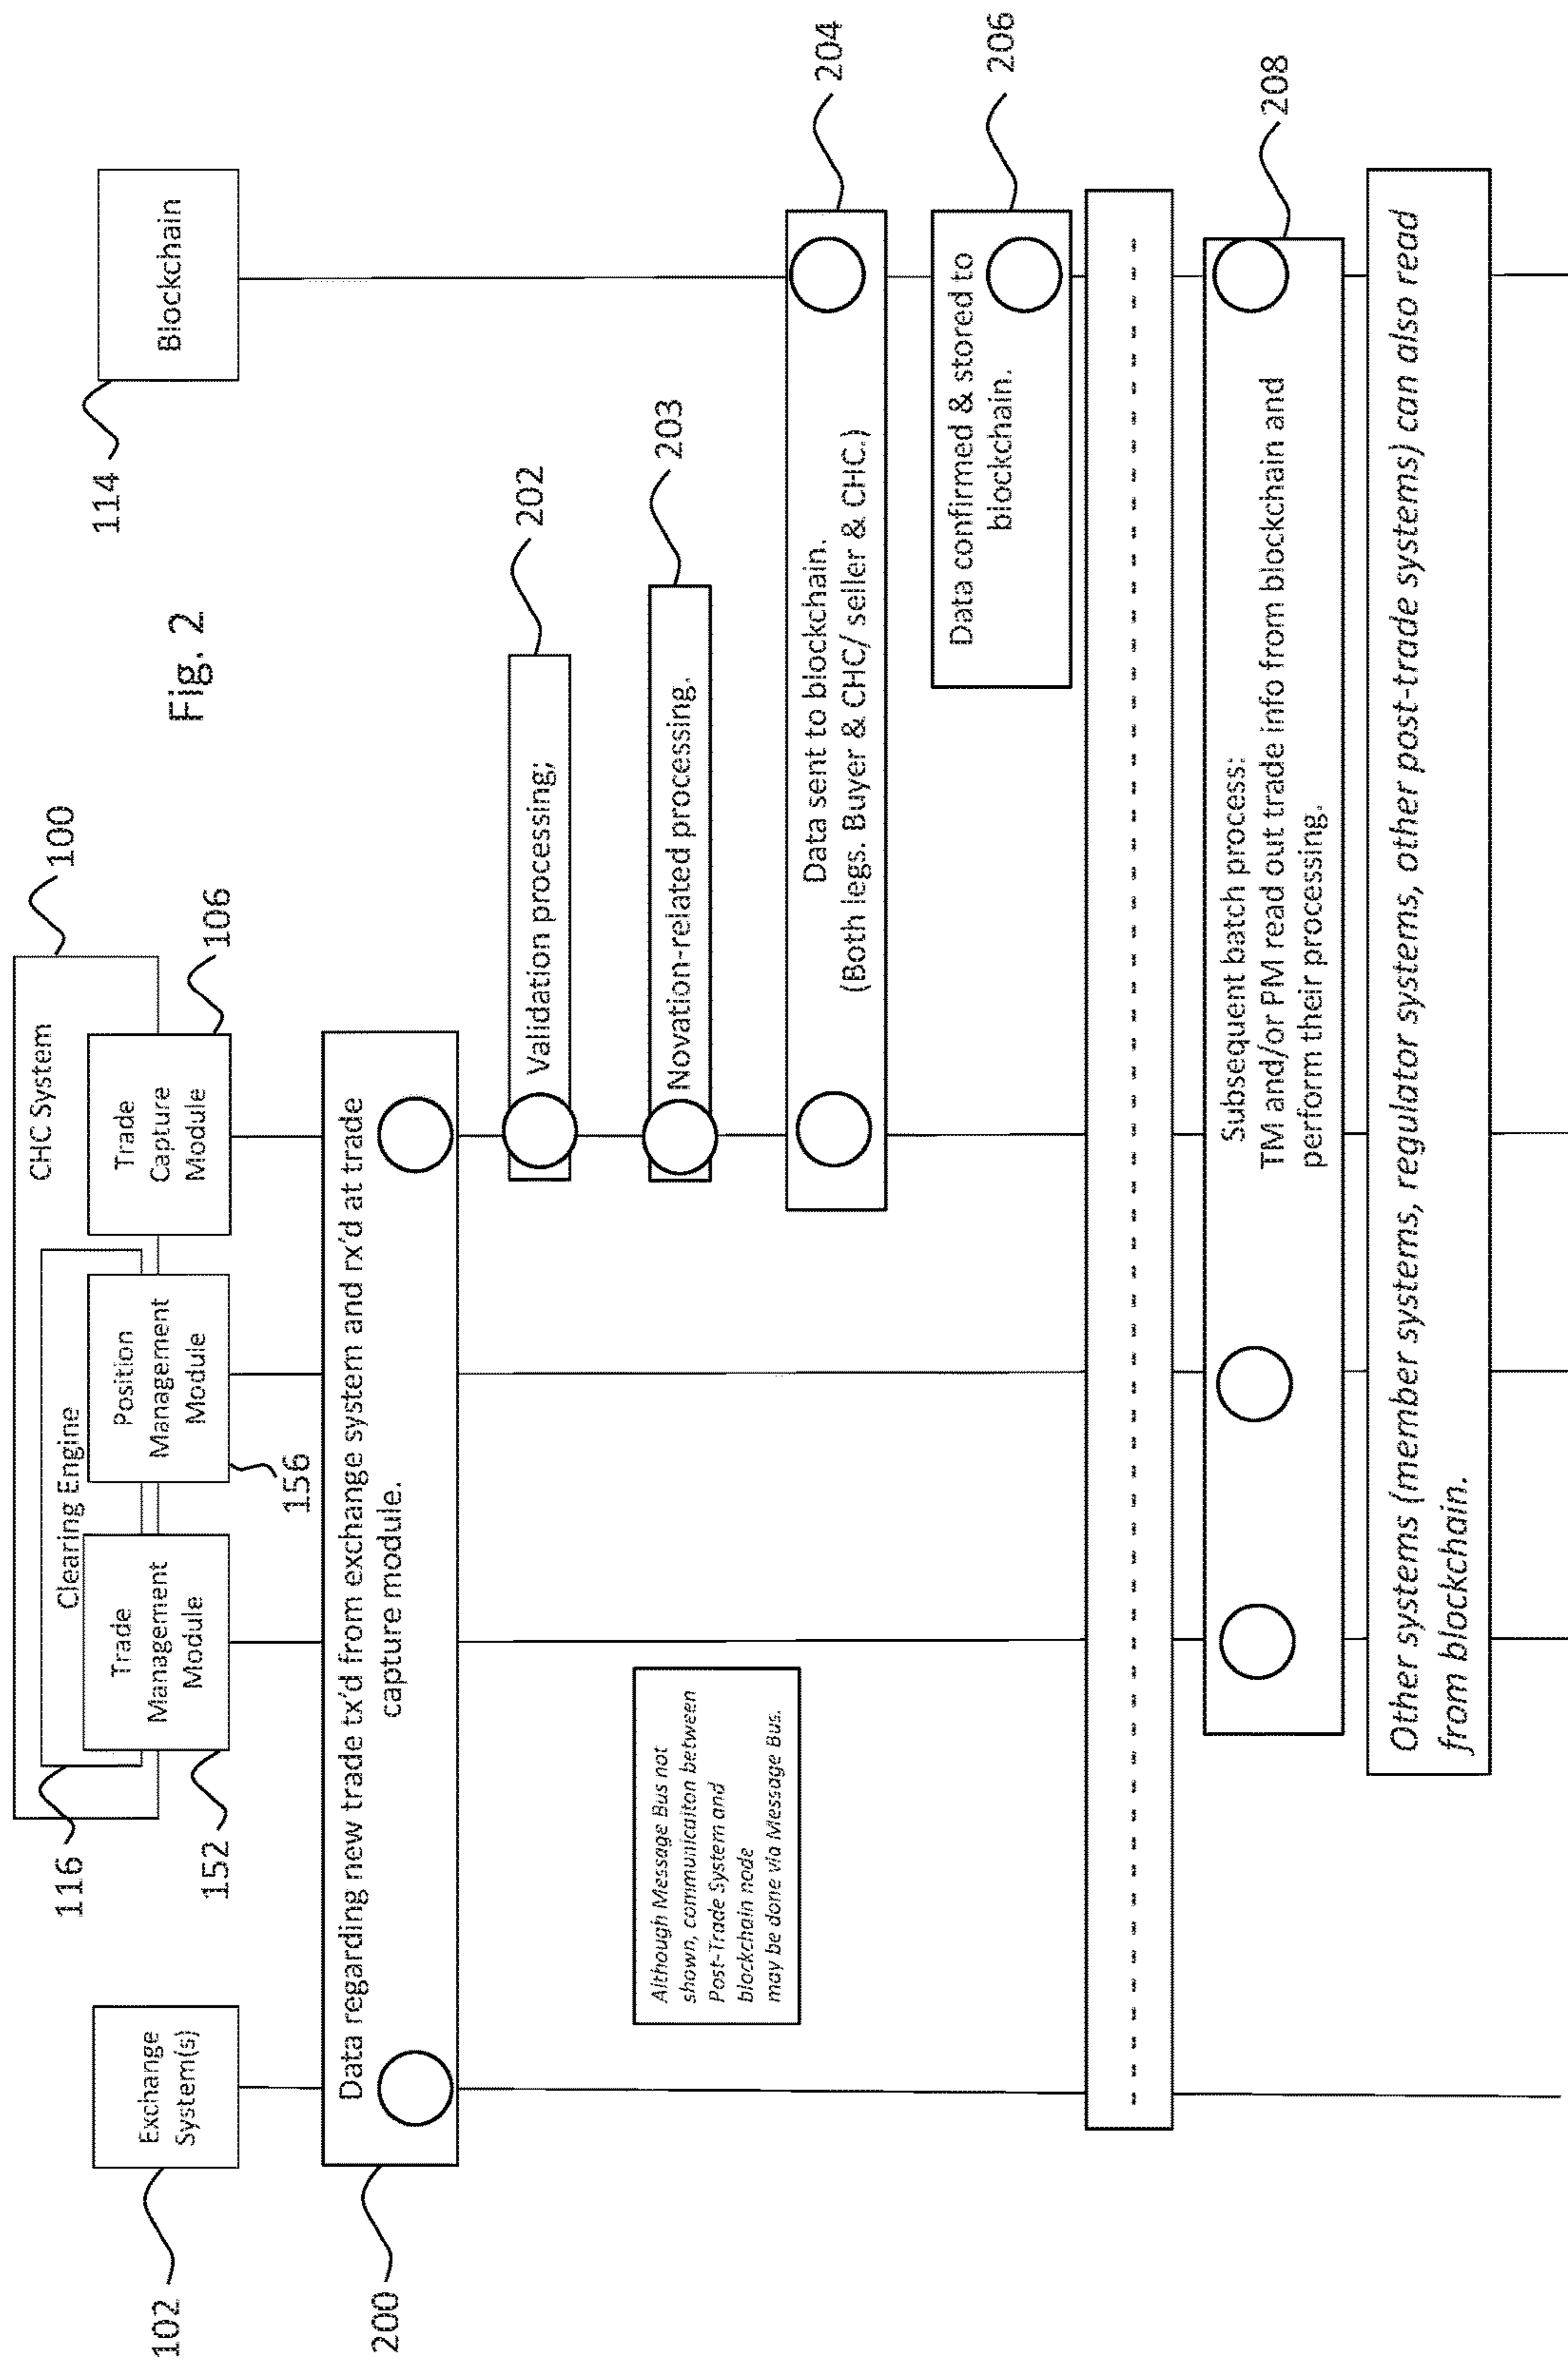 Fig. 2
100
CHC System
116
Clearing Engine
102
Exchange
System(s)
152
Trade
Management
Module
156
Position
Management
Module
106
Trade
Capture
Module
114
Blockchain
200
Data regarding new trade tx'd from exchange system and rx'd at trade
capture module.
202
Validation processing;
203
Novation-related processing.
Although Message Bus not
shown, communicaiton between
Post-Trade System and
blockchain node
may be done via Message Bus.
204
Data sent to blockchain.
(Both legs. Buyer & CHC/ seller & CHC.)
206
Data confirmed & stored to
blockchain.
208
Subsequent batch process:
TM and/or PM read out trade info from blockchain and
perform their processing.
Other systems (member systems, regulator systems, other post-trade systems) can also read
from blockchain.